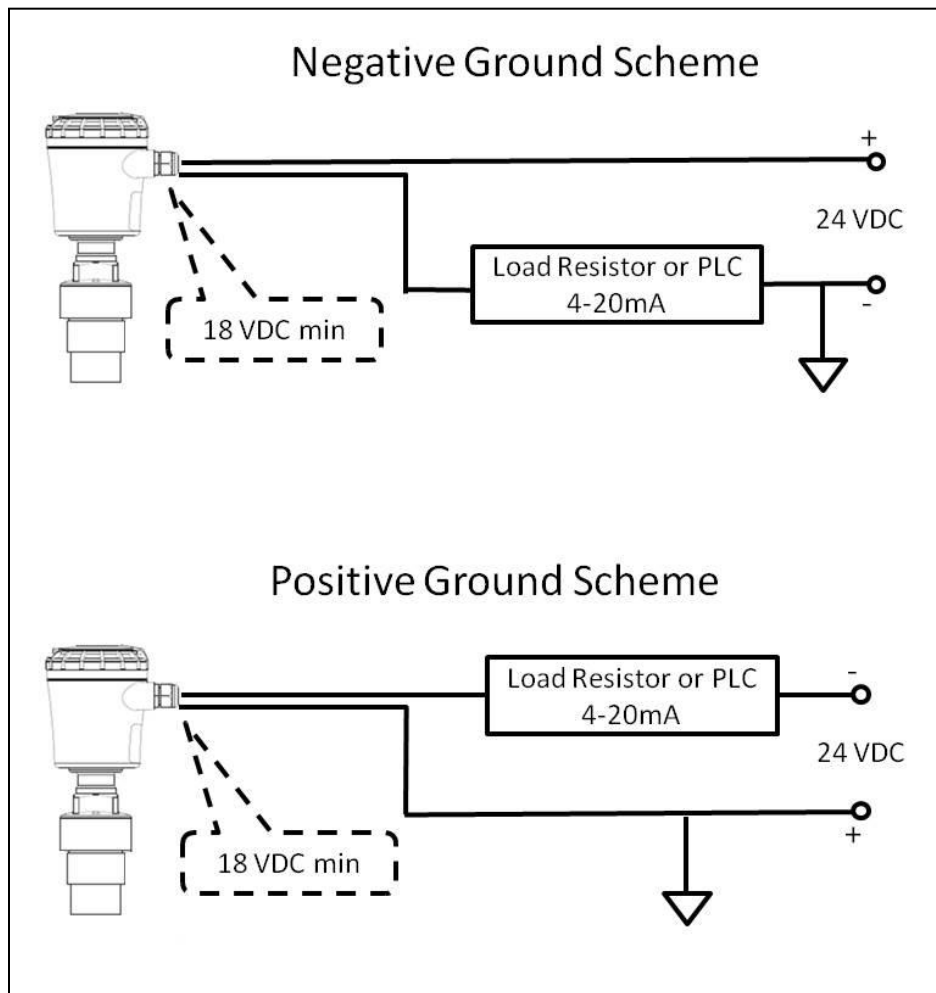 Negative Ground Scheme
+
24 VDC
Load Resistor or PLC
4-20mA
-
18 VDC min
Positive Ground Scheme
Load Resistor or PLC
4-20mA
-
24 VDC
+
18 VDC min